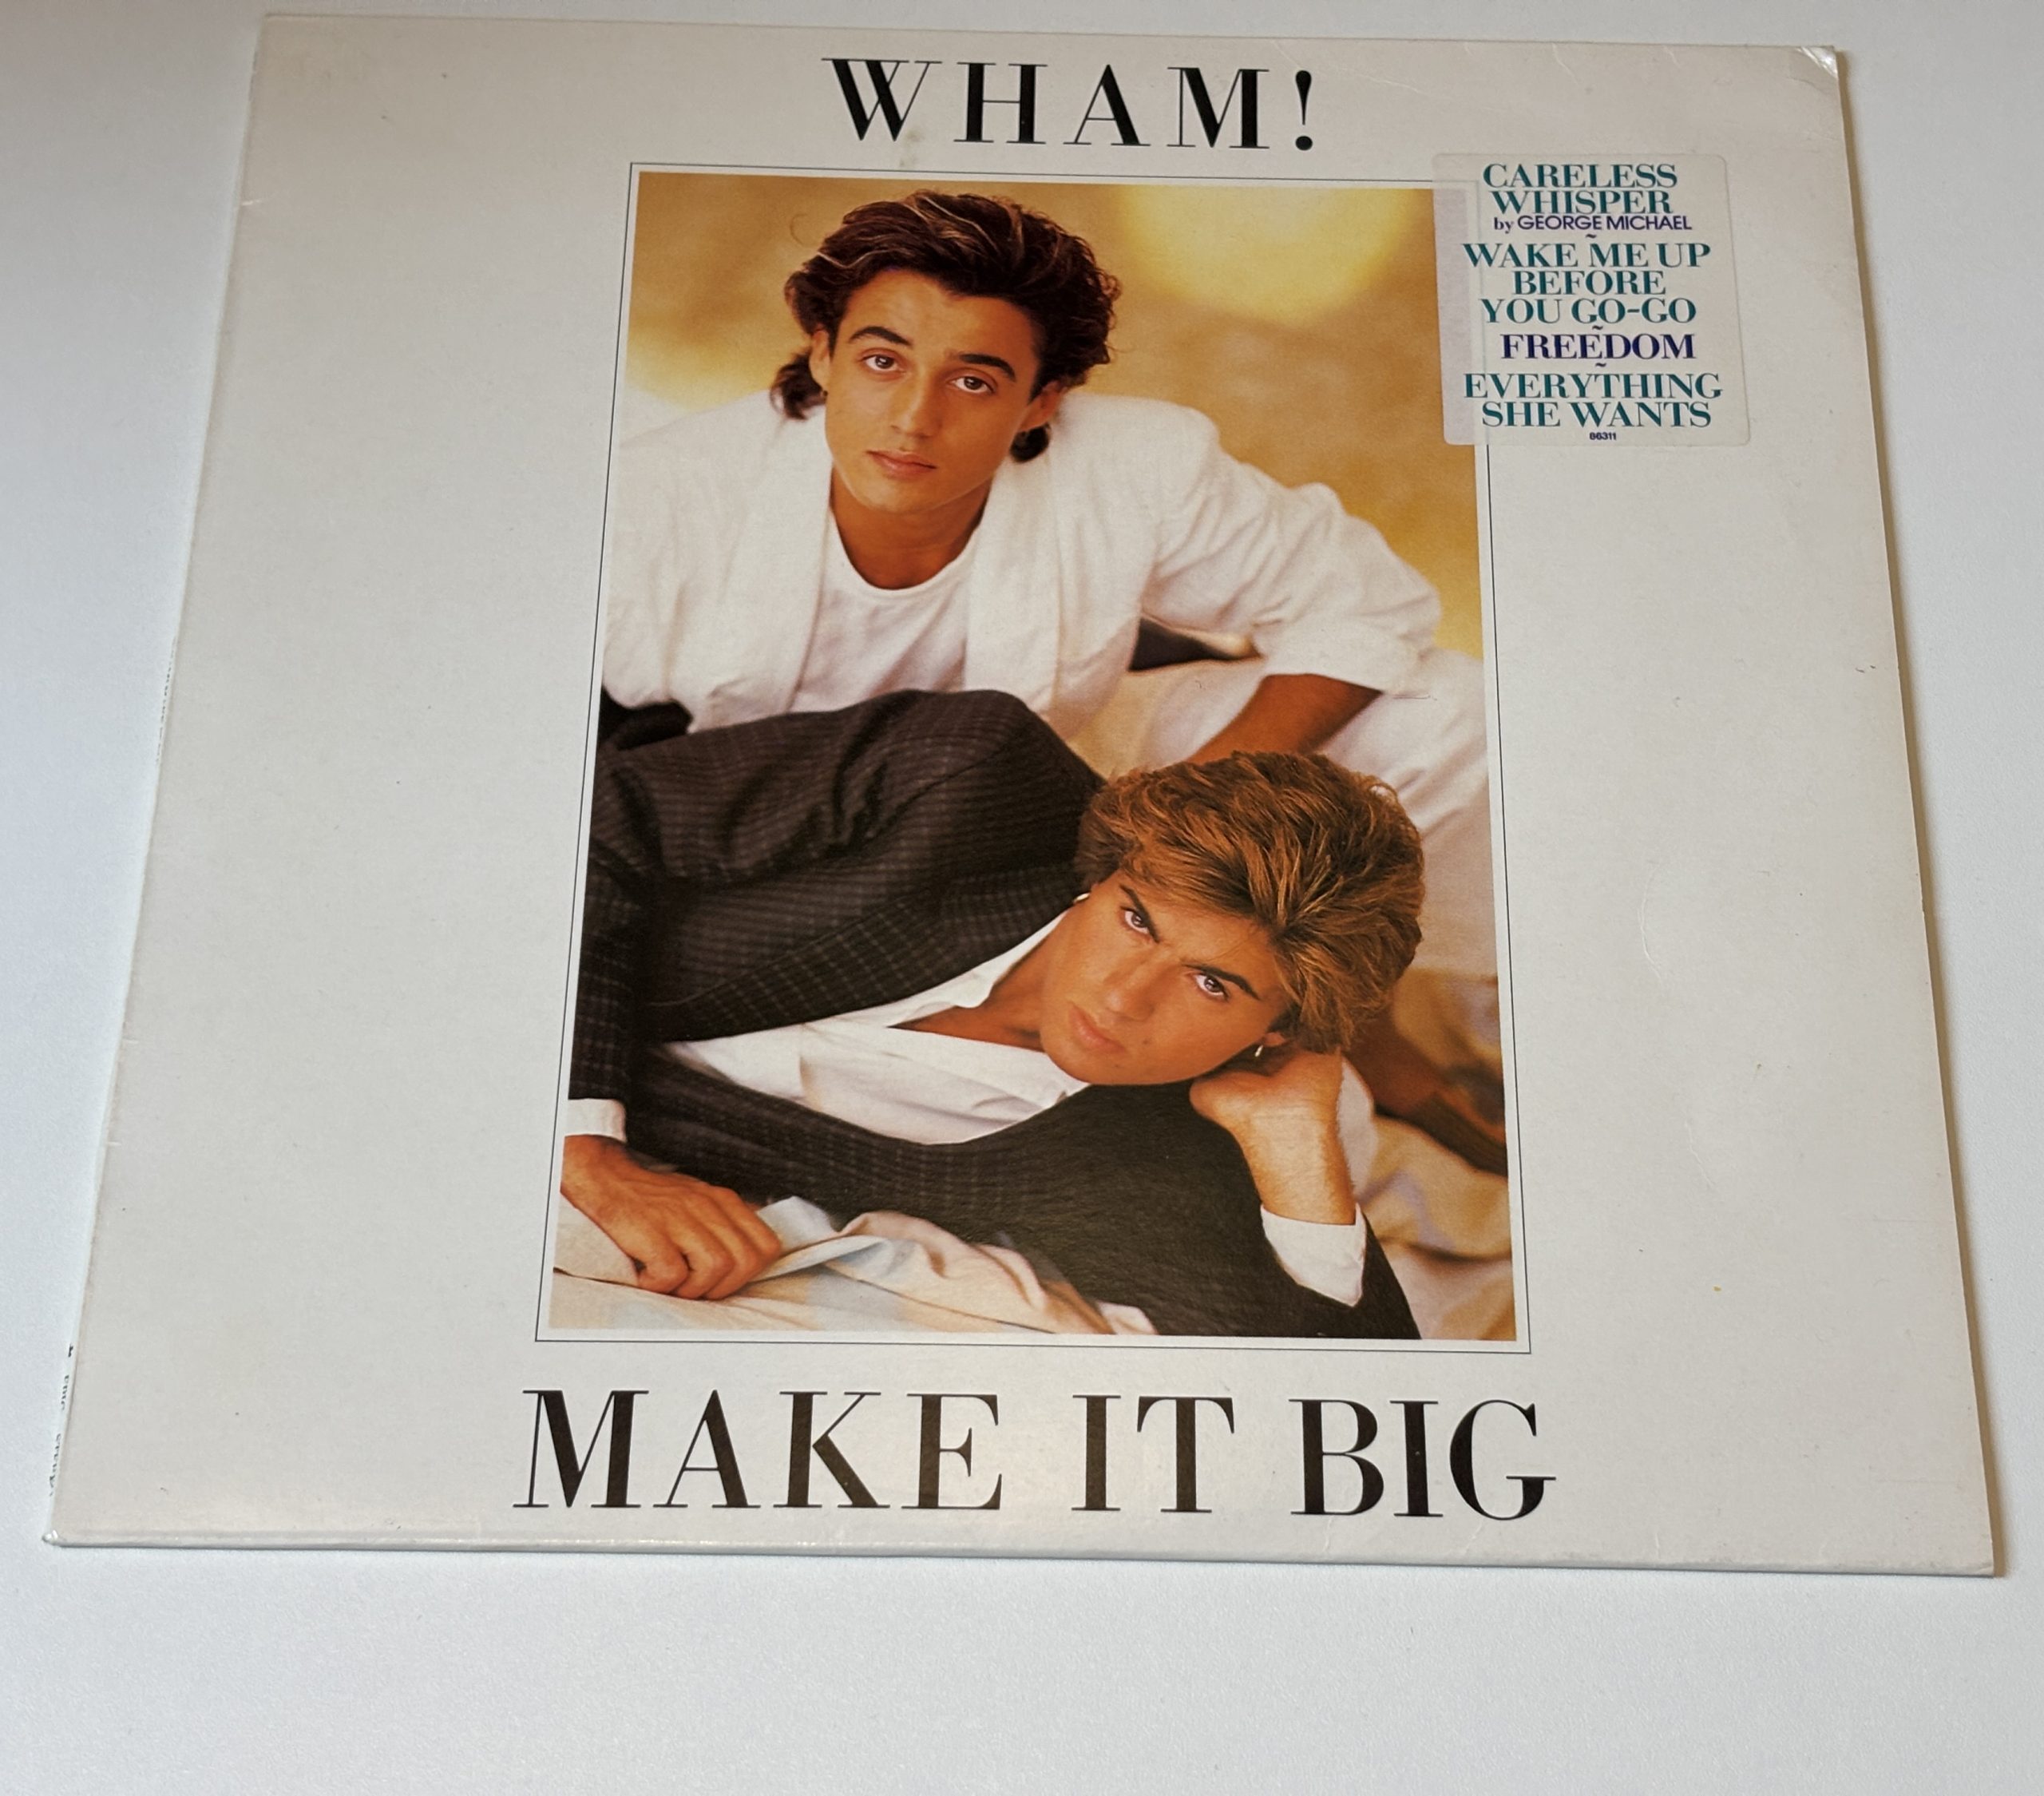 WHAM!
CARELESS
WHISPER
by GEORGE MICHAEL
~
WAKE ME UP
BEFORE
YOU GO-GO
~
FREEDOM
~
EVERYTHING
SHE WANTS
86311
MAKE IT BIG